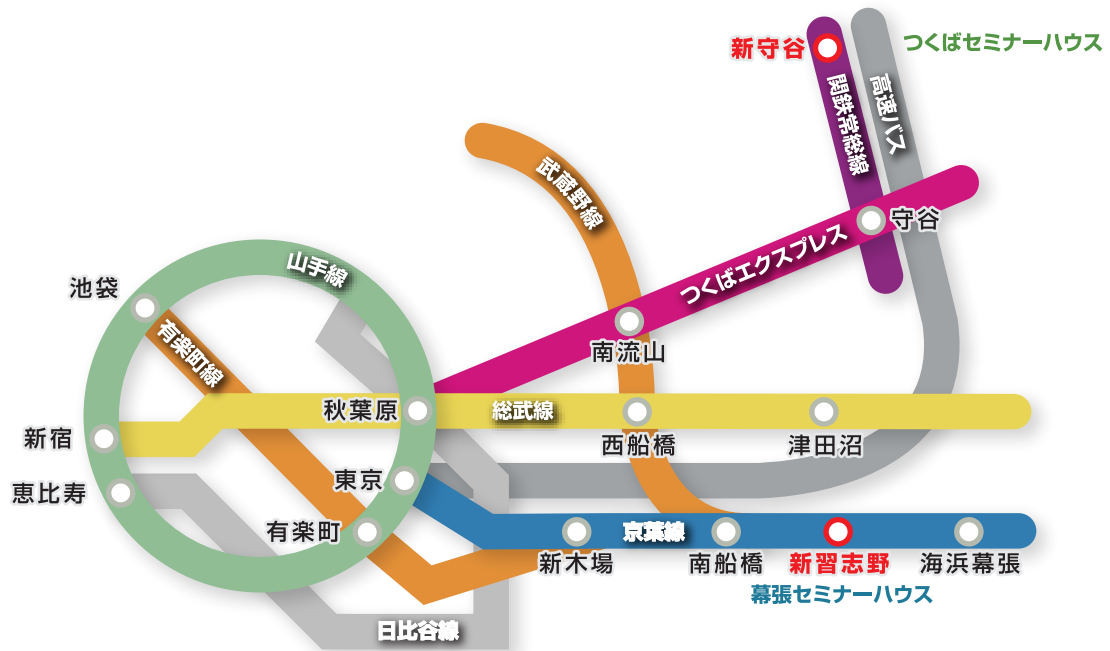 新守谷
つくばセミナーハウス
関鉄常総線
高速バス
武蔵野線
守谷
つくばエクスプレス
山手線
池袋
有楽町線
南流山
秋葉原
総武線
新宿
西船橋
津田沼
恵比寿
東京
有楽町
新木場
京葉線
南船橋
新習志野
海浜幕張
幕張セミナーハウス
日比谷線